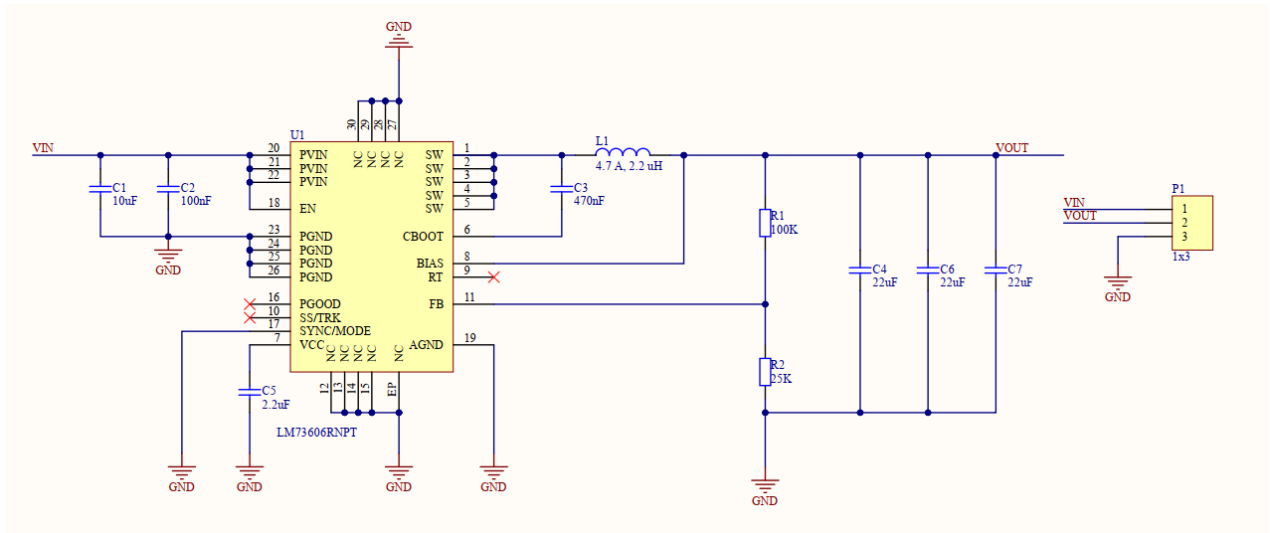 GND
30
29
28
27
U1
NC
NC
NC
NC
VIN
20
PVIN
21
PVIN
22
PVIN
18
EN
23
PGND
24
PGND
25
PGND
26
PGND
16
PGOOD
10
SS/TRK
17
SYNC/MODE
7
VCC
SW
1
SW
2
SW
3
SW
4
SW
5
CBOOT
6
BIAS
8
RT
9
FB
11
AGND
19
NC
NC
NC
NC
NC
12
13
14
15
EP
LM73606RNPT
C1
10uF
C2
100nF
GND
C5
2.2uF
GND
GND
GND
GND
L1
4.7 A, 2.2 uH
C3
470nF
R1
100K
R2
25K
GND
C4
22uF
C6
22uF
C7
22uF
VOUT
P1
VIN
1
VOUT
2
3
1x3
GND